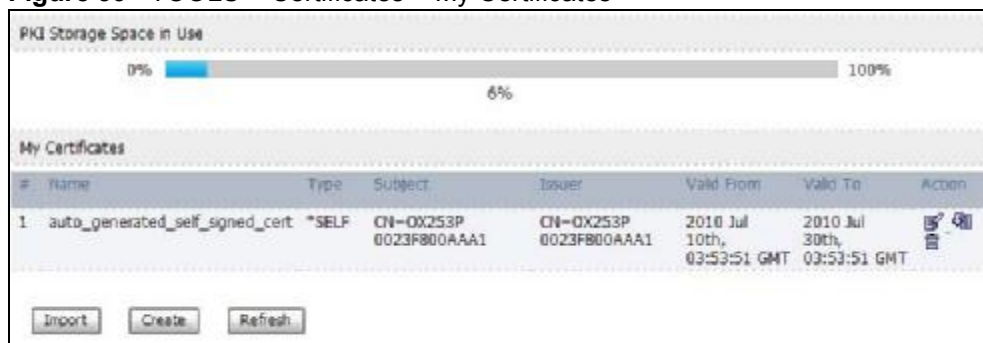 PKI Storage Space in Use
0% 100%
6%
My Certificates
# Name Type Subject Issuer Valid From Valid To Action
1 auto_generated_self_signed_cert *SELF CN=OX253P CN=OX253P 2010 Jul 2010 Jul
0023F800AAA1 0023F800AAA1 10th, 30th,
03:53:51 GMT 03:53:51 GMT
Import Create Refresh